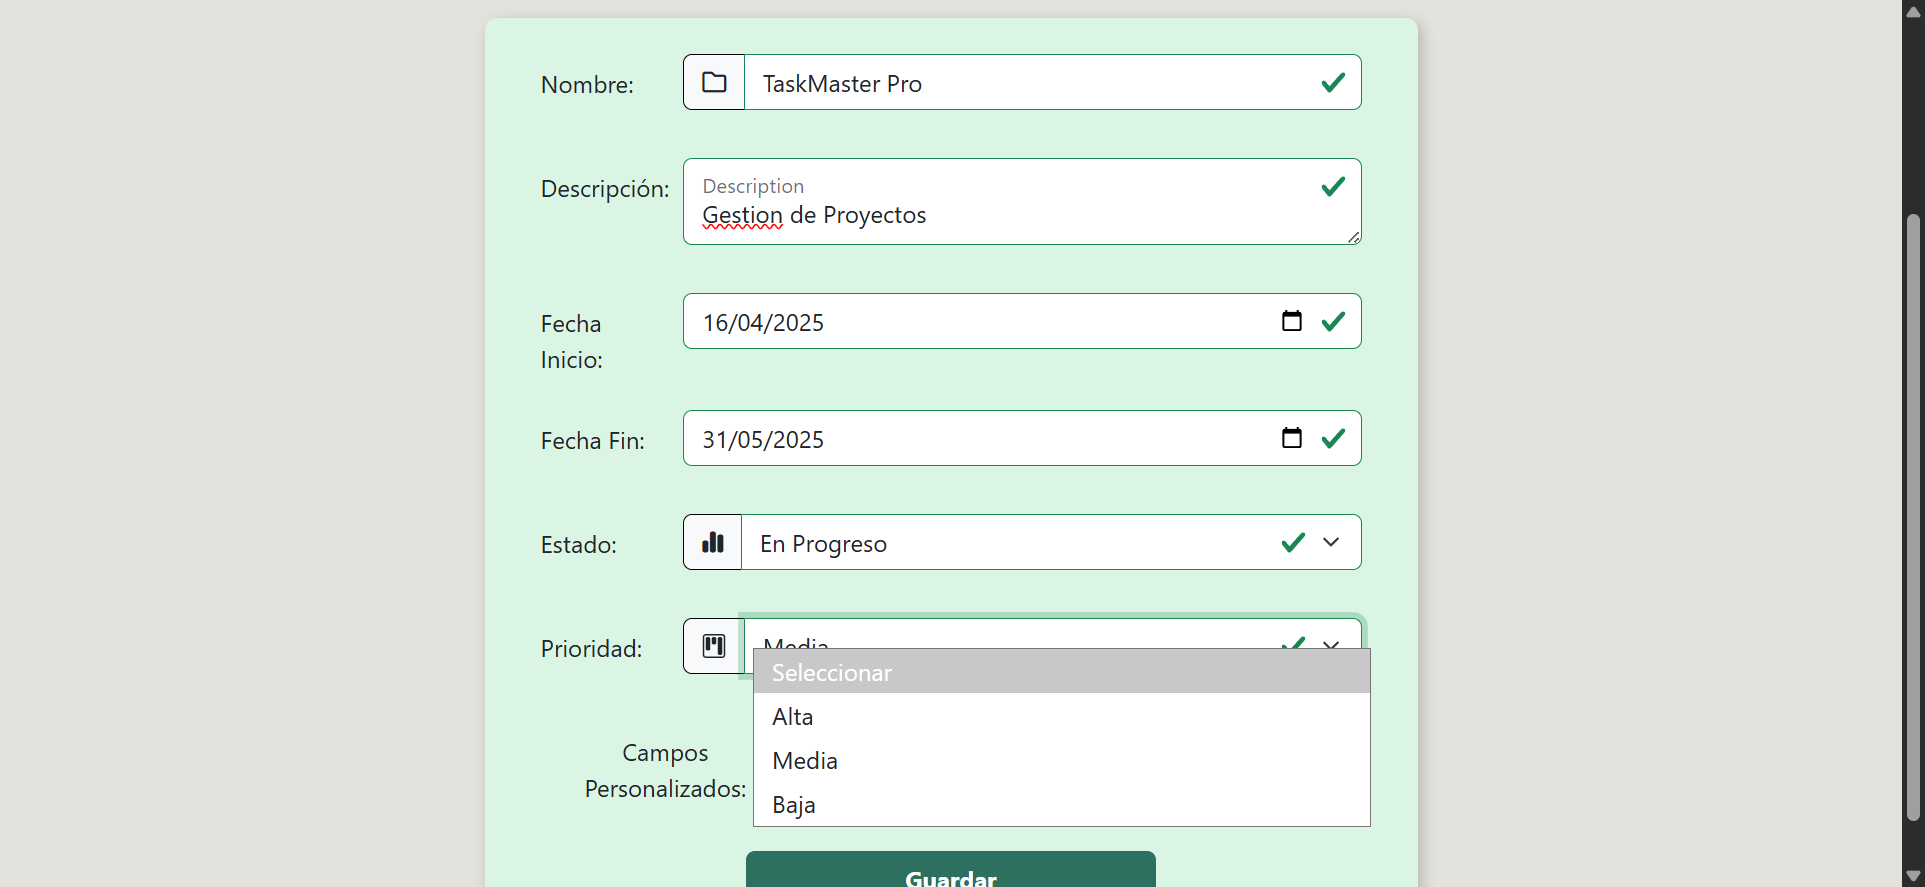 Nombre:
TaskMaster Pro
Descripción:
Description
Gestion de Proyectos
Fecha
Inicio:
16/04/2025
Fecha Fin:
31/05/2025
Estado:
En Progreso
Prioridad:
Media
Seleccionar
Alta
Media
Baja
Campos
Personalizados:
Guardar